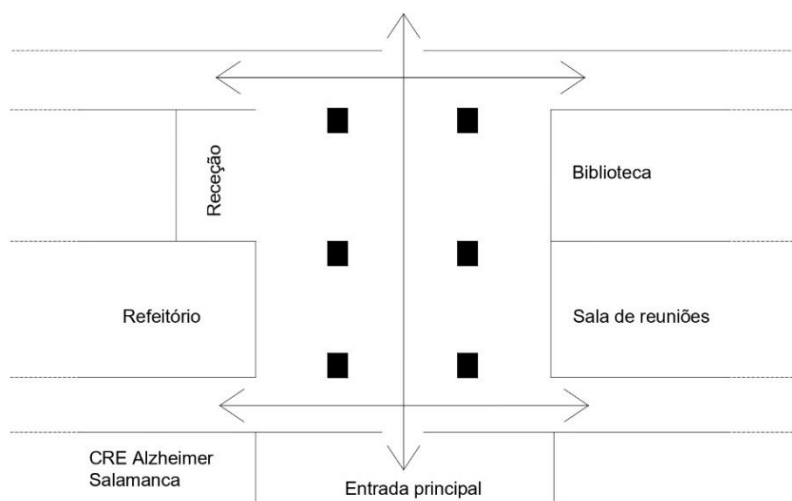 Receção
Biblioteca
Refeitório
Sala de reuniões
CRE Alzheimer
Salamanca
Entrada principal